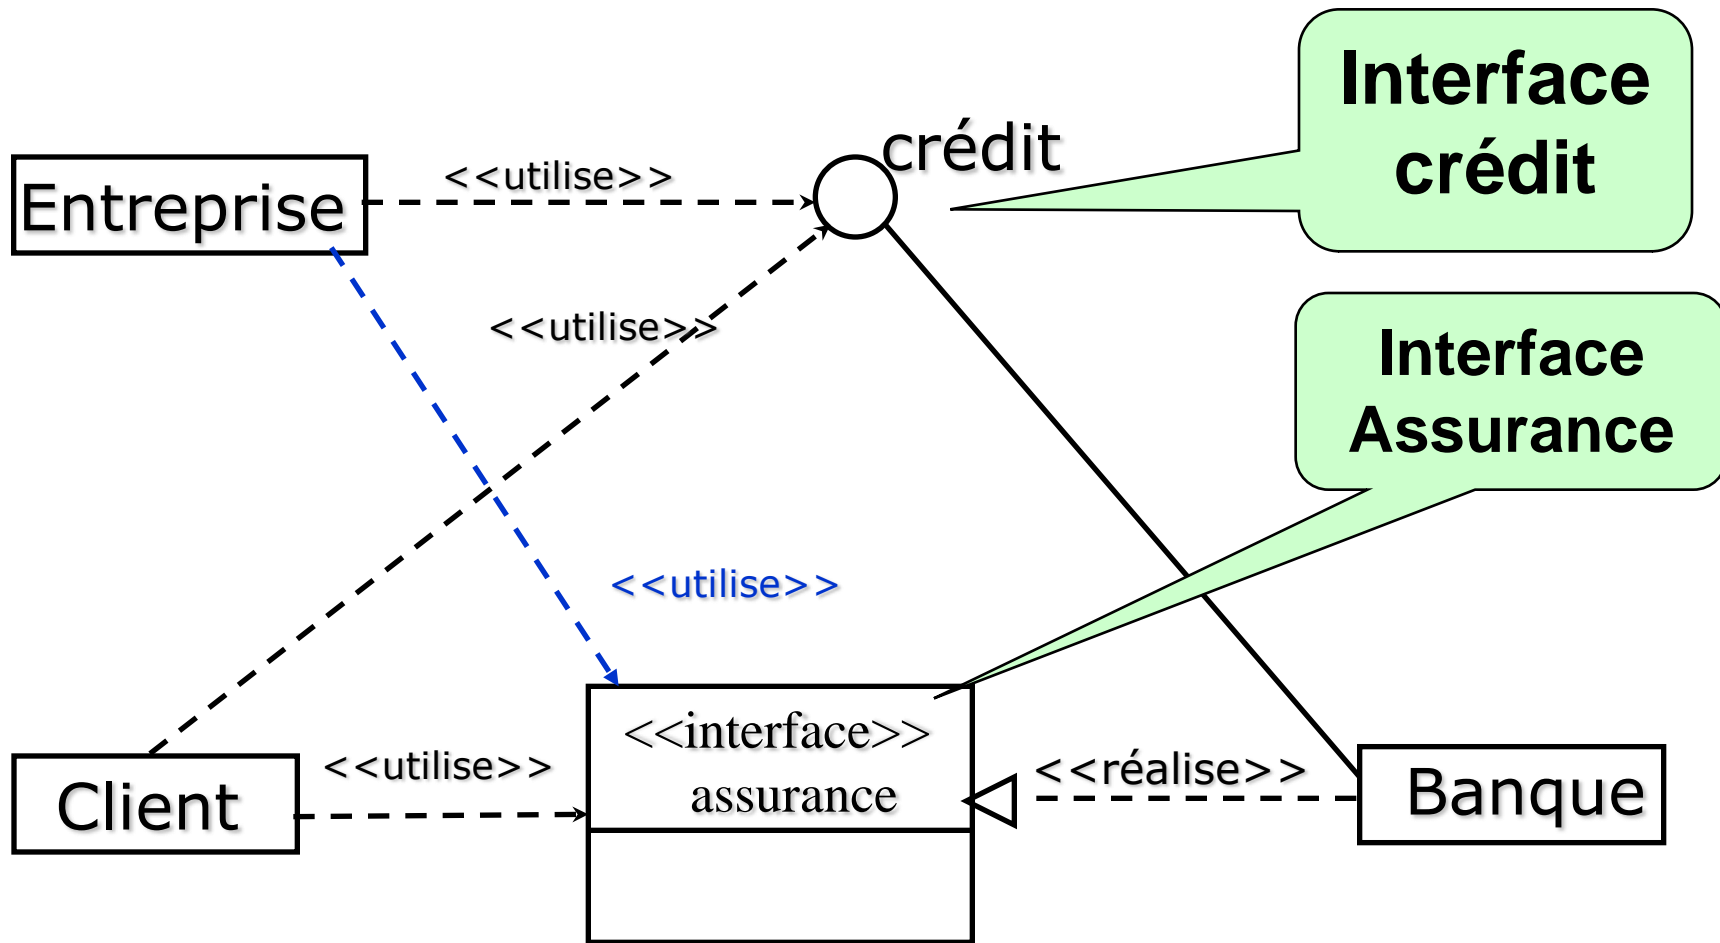 Interface
crédit
crédit
<<utilise>>
Entreprise
<<utilise>>
Interface
Assurance
<<utilise>>
<<interface>>
assurance
<<utilise>>
Client
<<réalise>>
Banque